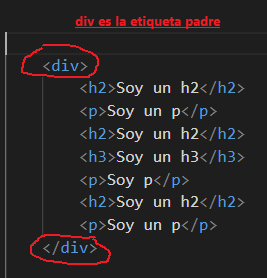 div es la etiqueta padre
<div>
<h2>Soy un h2</h2>
<p>Soy un p</p>
<h2>Soy un h2</h2>
<h3>Soy un h3</h3>
<p>Soy p</p>
<h2>Soy un h2</h2>
<p>Soy un p</p>
</div>